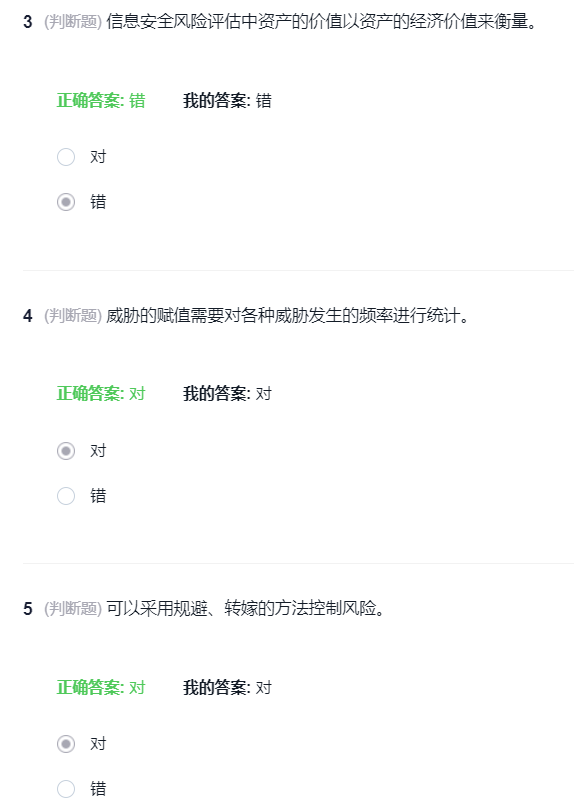 3 (判断题) 信息安全风险评估中资产的价值以资产的经济价值来衡量。
正确答案: 错 我的答案: 错
对
错
4 (判断题) 威胁的赋值需要对各种威胁发生的频率进行统计。
正确答案: 对 我的答案: 对
对
错
5 (判断题) 可以采用规避、转嫁的方法控制风险。
正确答案: 对 我的答案: 对
对
错